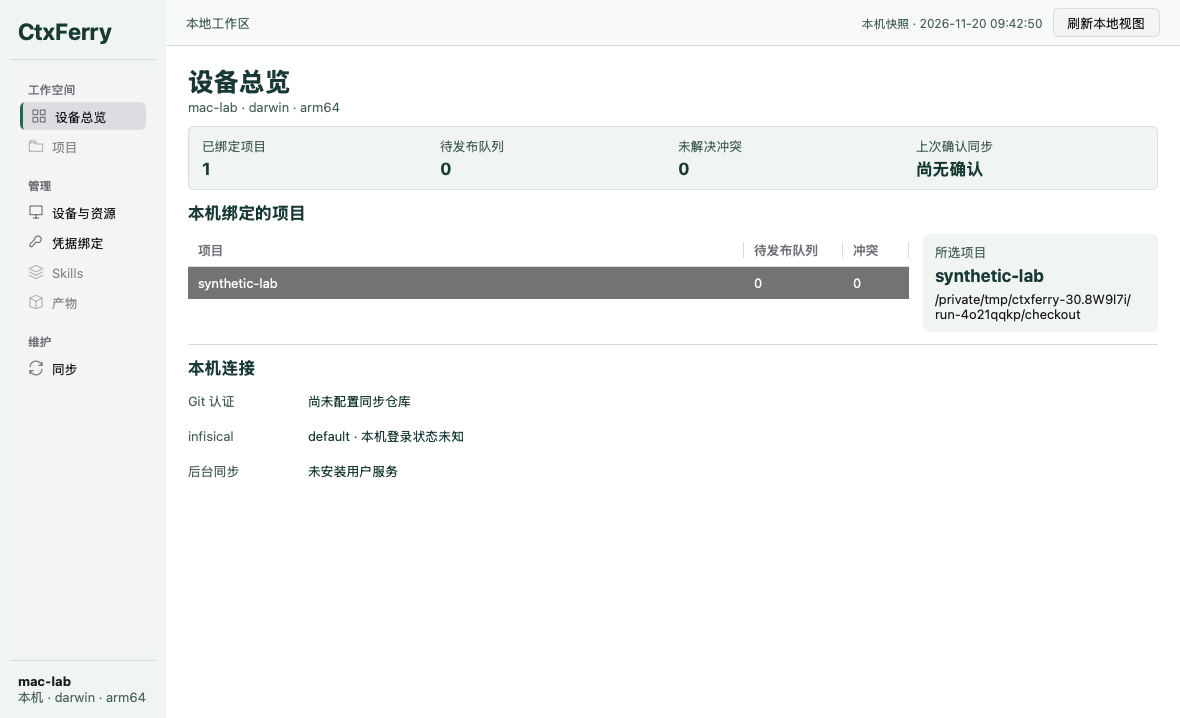 CtxFerry
本地工作区
本机快照 · 2026-11-20 09:42:50
刷新本地视图
工作空间
设备总览
项目
管理
设备与资源
凭据绑定
Skills
产物
维护
同步
mac-lab
本机 · darwin · arm64
设备总览
mac-lab · darwin · arm64
已绑定项目
1
待发布队列
0
未解决冲突
0
上次确认同步
尚无确认
本机绑定的项目
项目 待发布队列 冲突
synthetic-lab 0 0
所选项目
synthetic-lab
/private/tmp/ctxferry-30.8W9l7i/
run-4o21qqkp/checkout
本机连接
Git 认证 尚未配置同步仓库
infisical default · 本机登录状态未知
后台同步 未安装用户服务